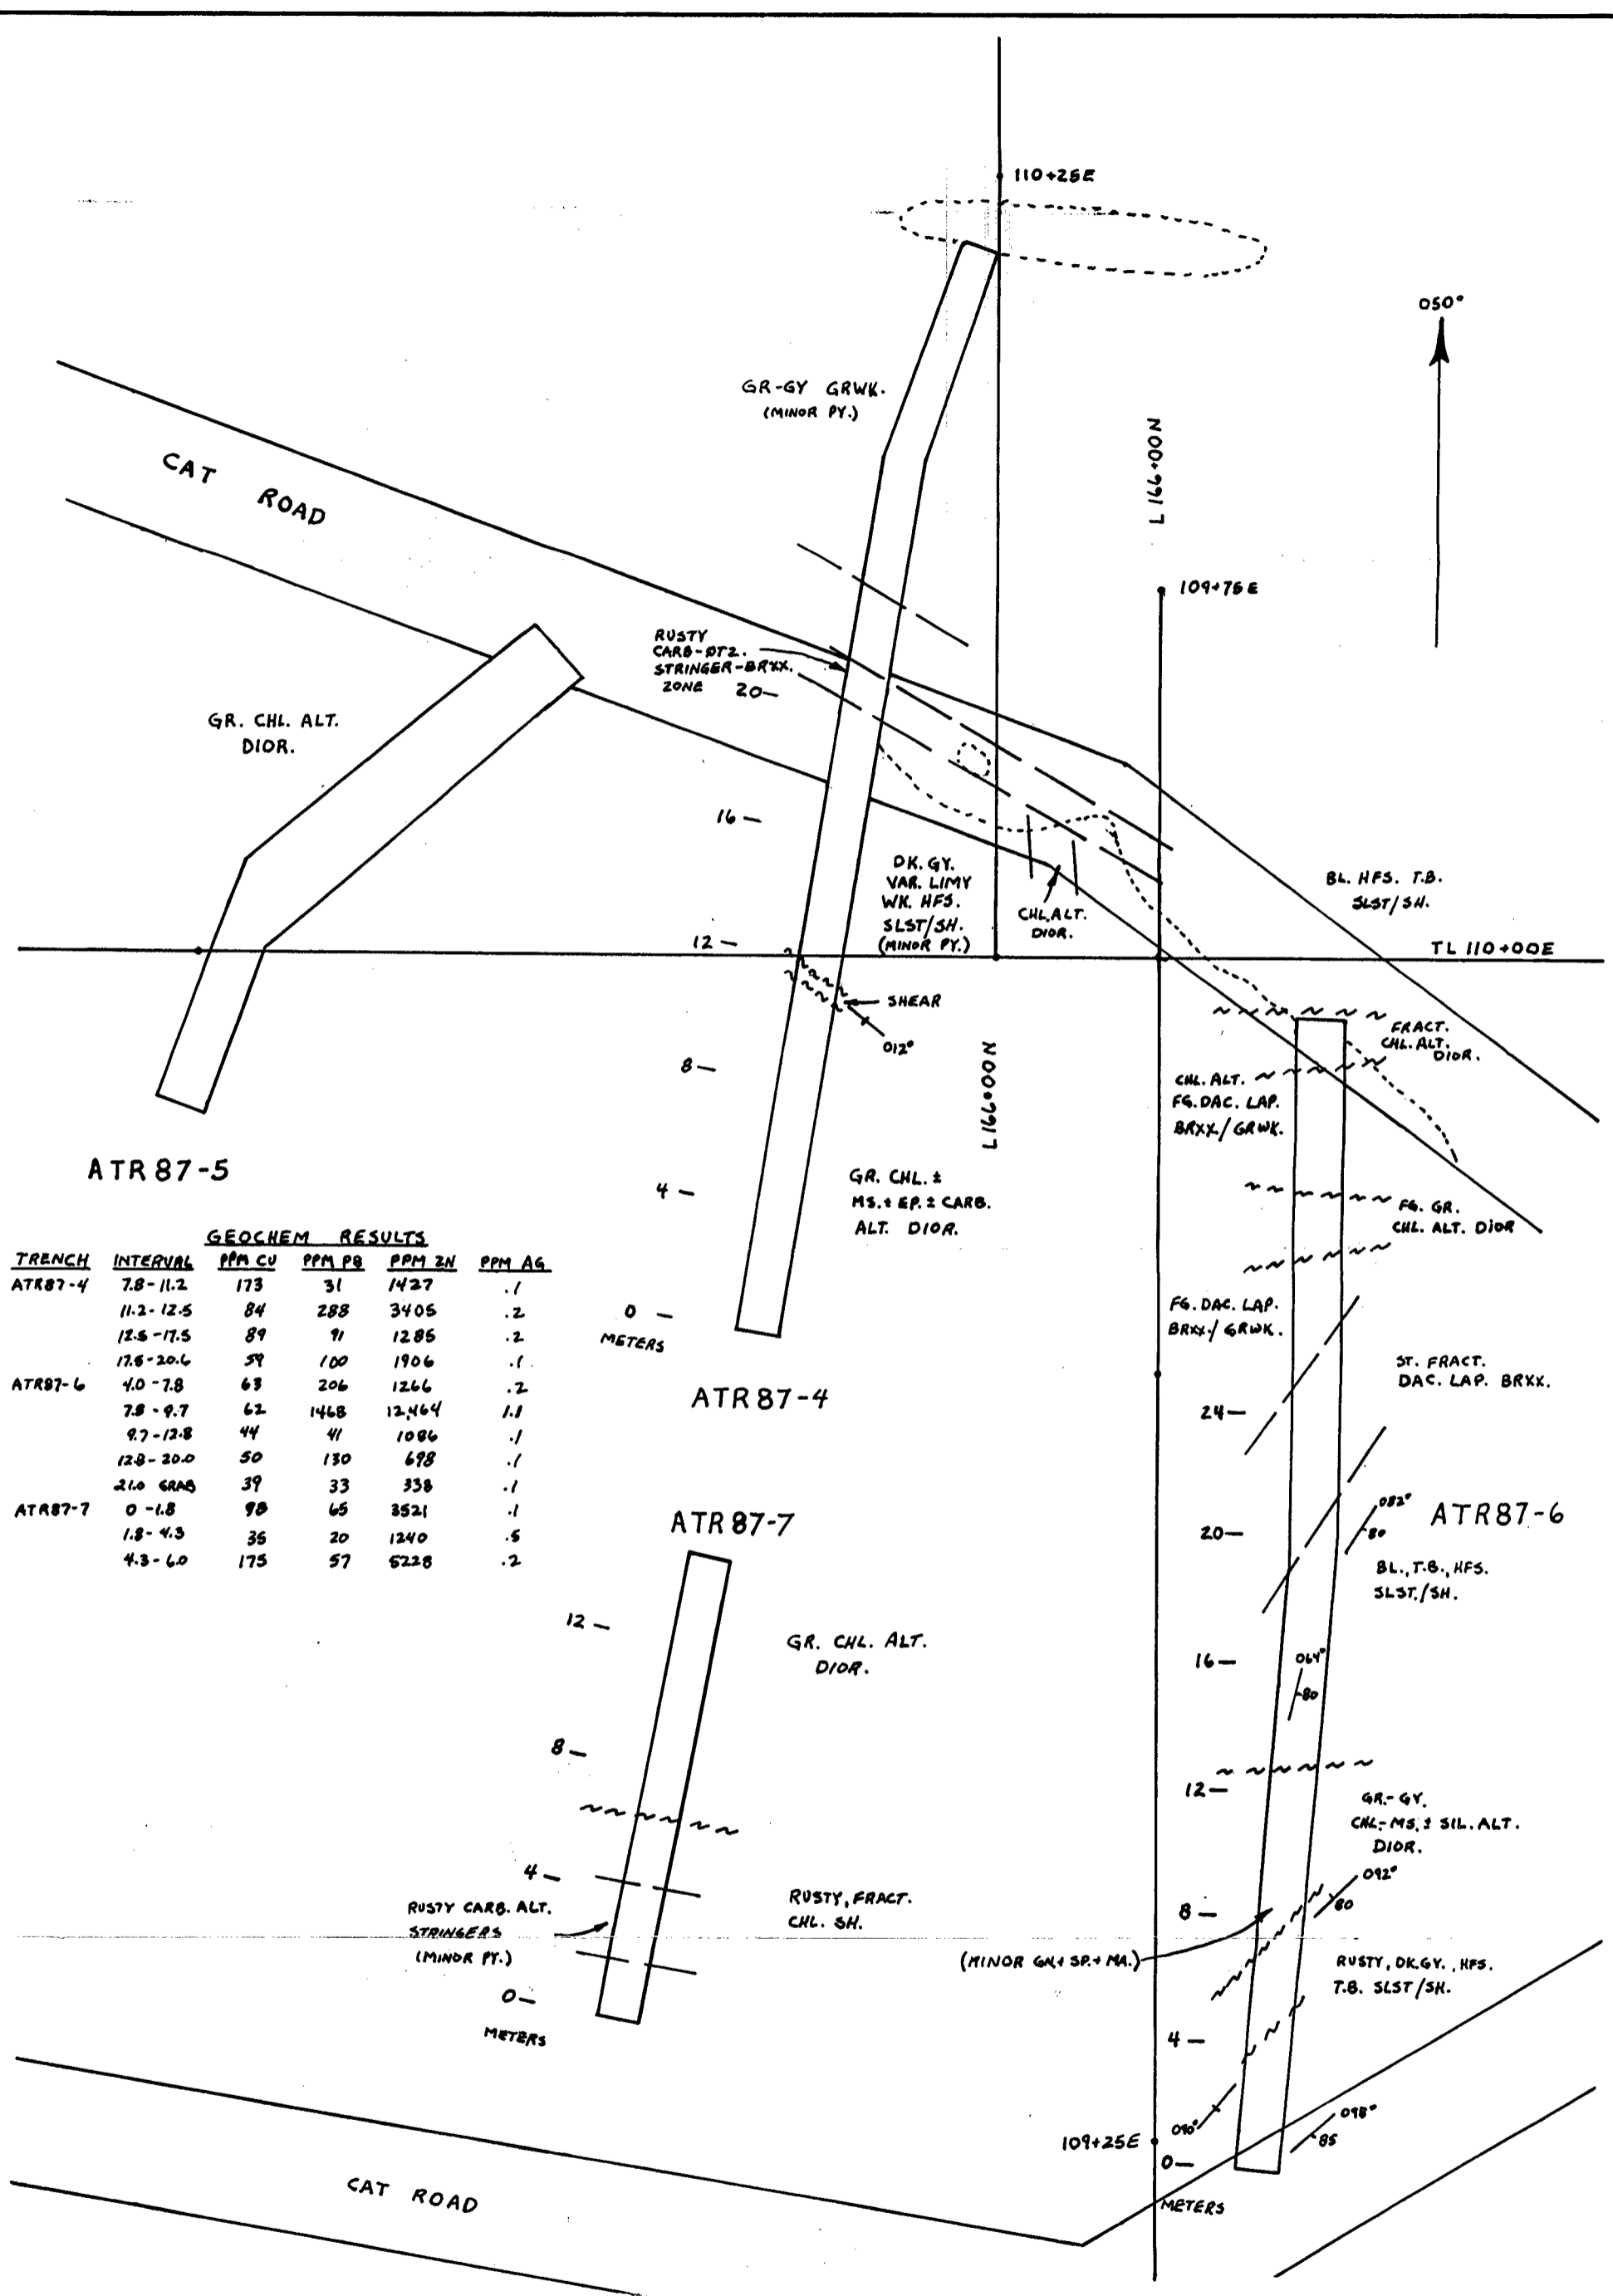 110+25E
050°
GR-GY GRWK.
(MINOR PY.)
CAT ROAD
L 166+00N
109+75E
RUSTY
CARB-QTZ.
STRINGER-BRXX.
ZONE
20
GR. CHL. ALT.
DIOR.
16
DK. GY.
VAR. LIMY
WK. HFS.
SLST/SH.
(MINOR PY.)
CHL. ALT.
DIOR.
BL. HFS. T.B.
SLST/SH.
TL 110+00E
12
SHEAR
012°
8
L166+00N
FRACT.
CHL. ALT.
DIOR.
CHL. ALT.
FG. DAC. LAP.
BRXX./GRWK.
ATR 87-5
4
GR. CHL. ±
MS. ± EP. ± CARB.
ALT. DIOR.
FG. GR.
CHL. ALT. DIOR
0
METERS
ATR 87-4
GEOCHEM RESULTS
TRENCH INTERVAL PPM CU PPM PB PPM ZN PPM AG
ATR87-4 7.8-11.2 173 31 1427 .1
11.2-12.5 84 288 3405 .2
12.5-17.5 89 91 1285 .2
17.5-20.6 59 100 1906 .1
ATR87-6 4.0-7.8 63 206 1266 .2
7.8-9.7 62 1468 12,464 1.1
9.7-12.8 44 41 1086 .1
12.8-20.0 50 130 698 .1
21.0 GRAB 39 33 338 .1
ATR87-7 0-1.8 98 65 3521 .1
1.8-4.3 35 20 1240 .5
4.3-6.0 175 57 5228 .2
FG. DAC. LAP.
BRXX./GRWK.
ST. FRACT.
DAC. LAP. BRXX.
24
082°
80
ATR87-6
20
BL., T.B., HFS.
SLST./SH.
16
064°
80
12
GR.-GY.
CHL-MS. ± SIL. ALT.
DIOR.
092°
80
8
(MINOR GN.+SP.+MA.)
RUSTY, DK.GY., HFS.
T.B. SLST/SH.
4
090°
098°
85
109+25E
0
METERS
ATR 87-7
12
GR. CHL. ALT.
DIOR.
8
4
RUSTY CARB. ALT.
STRINGERS
(MINOR PY.)
RUSTY, FRACT.
CHL. SH.
0
METERS
CAT ROAD